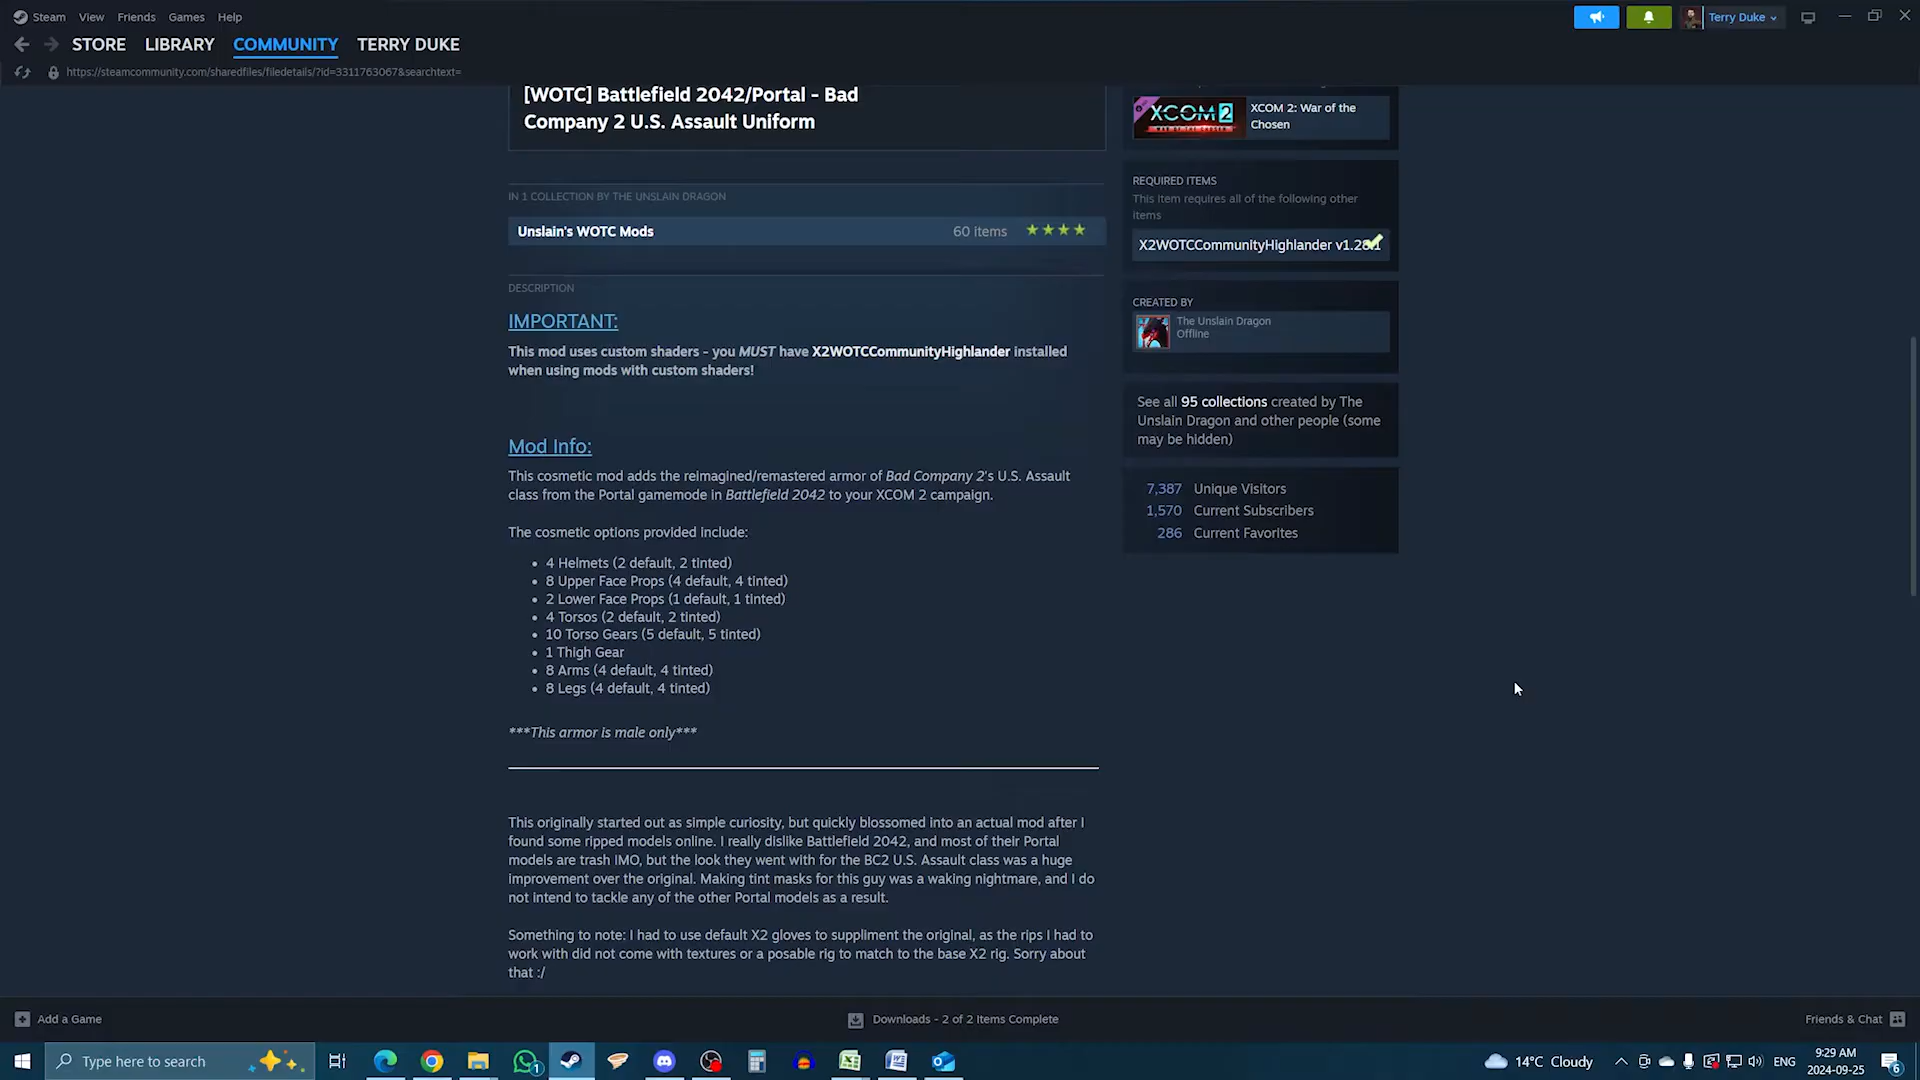 Steam View Friends Games Help
Terry Duke
STORE LIBRARY COMMUNITY TERRY DUKE
https://steamcommunity.com/sharedfiles/filedetails/?id=3311763067&searchtext=
[WOTC] Battlefield 2042/Portal - Bad
Company 2 U.S. Assault Uniform
IN 1 COLLECTION BY THE UNSLAIN DRAGON
Unslain's WOTC Mods 60 items
DESCRIPTION
IMPORTANT:
This mod uses custom shaders - you MUST have X2WOTCCommunityHighlander installed
when using mods with custom shaders!
Mod Info:
This cosmetic mod adds the reimagined/remastered armor of Bad Company 2's U.S. Assault
class from the Portal gamemode in Battlefield 2042 to your XCOM 2 campaign.
The cosmetic options provided include:
• 4 Helmets (2 default, 2 tinted)
• 8 Upper Face Props (4 default, 4 tinted)
• 2 Lower Face Props (1 default, 1 tinted)
• 4 Torsos (2 default, 2 tinted)
• 10 Torso Gears (5 default, 5 tinted)
• 1 Thigh Gear
• 8 Arms (4 default, 4 tinted)
• 8 Legs (4 default, 4 tinted)
***This armor is male only***
This originally started out as simple curiosity, but quickly blossomed into an actual mod after I
found some ripped models online. I really dislike Battlefield 2042, and most of their Portal
models are trash IMO, but the look they went with for the BC2 U.S. Assault class was a huge
improvement over the original. Making tint masks for this guy was a waking nightmare, and I do
not intend to tackle any of the other Portal models as a result.
Something to note: I had to use default X2 gloves to suppliment the original, as the rips I had to
work with did not come with textures or a posable rig to match to the base X2 rig. Sorry about
that :/
XCOM 2
WAR OF THE CHOSEN
XCOM 2: War of the
Chosen
REQUIRED ITEMS
This item requires all of the following other
items
X2WOTCCommunityHighlander
CREATED BY
The Unslain Dragon
Offline
See all 95 collections created by The
Unslain Dragon and other people (some
may be hidden)
7,387 Unique Visitors
1,570 Current Subscribers
286 Current Favorites
Add a Game
Downloads - 2 of 2 Items Complete
Friends & Chat
Type here to search
1
14°C Cloudy
ENG
9:29 AM
2024-09-25
6